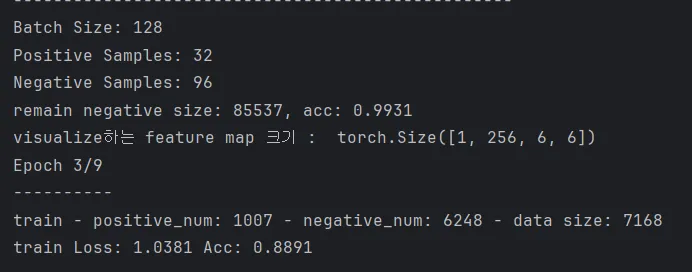 --------------------------------------------------
Batch Size: 128
Positive Samples: 32
Negative Samples: 96
remain negative size: 85537, acc: 0.9931
visualize하는 feature map 크기 :  torch.Size([1, 256, 6, 6])
Epoch 3/9
----------
train - positive_num: 1007 - negative_num: 6248 - data size: 7168
train Loss: 1.0381 Acc: 0.8891